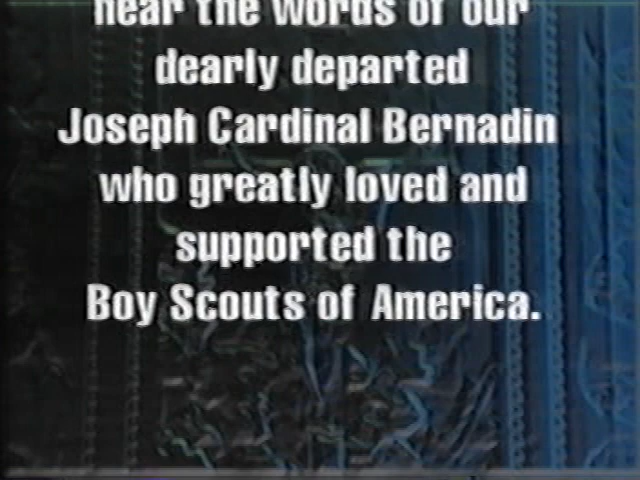 hear the words of our
dearly departed
Joseph Cardinal Bernadin
who greatly loved and
supported the
Boy Scouts of America.